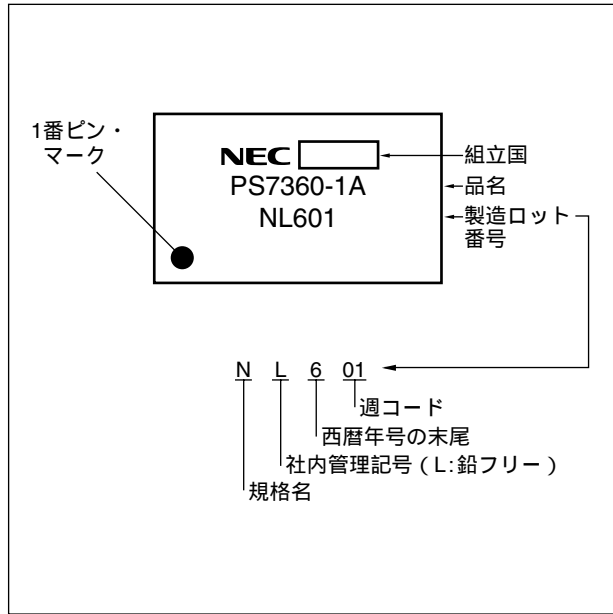 1番ピン・
マーク
NEC
組立国
PS7360-1A
品名
NL601
製造ロット
番号
N L 6 01
週コード
西暦年号の末尾
社内管理記号(L:鉛フリー)
規格名